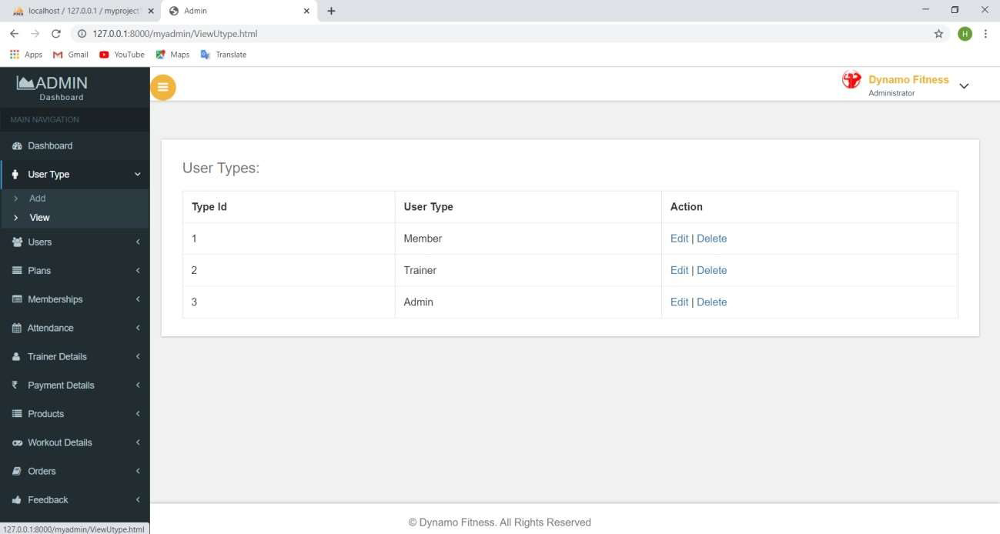 localhost / 127.0.0.1 / myproject
Admin
127.0.0.1:8000/myadmin/ViewUtype.html
H
Apps Gmail YouTube Maps Translate
ADMIN
Dashboard
Dynamo Fitness
Administrator
MAIN NAVIGATION
Dashboard
User Type
Add
View
Users
Plans
Memberships
Attendance
Trainer Details
Payment Details
Products
Workout Details
Orders
Feedback
User Types:
Type Id User Type Action
1 Member Edit | Delete
2 Trainer Edit | Delete
3 Admin Edit | Delete
© Dynamo Fitness. All Rights Reserved
127.0.0.1:8000/myadmin/ViewUtype.html